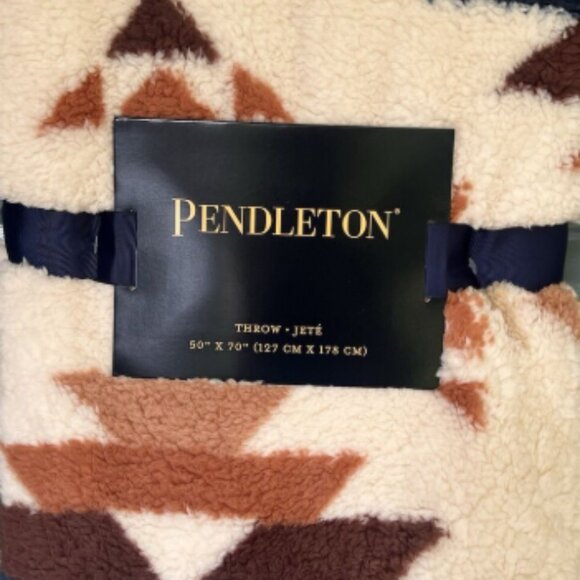 PENDLETON®
THROW • JETÉ
50" X 70" (127 CM X 178 CM)